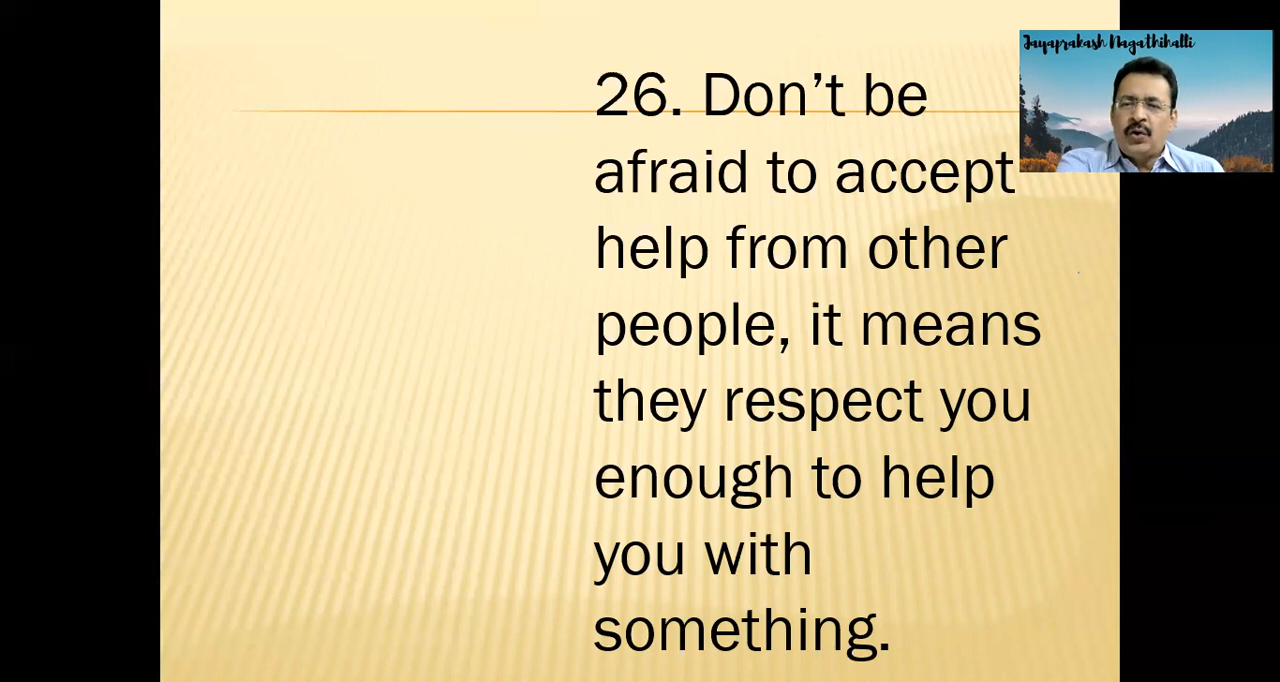 26. Don’t be
afraid to accept
help from other
people, it means
they respect you
enough to help
you with
something.
Jayaprakash Nagathihalli